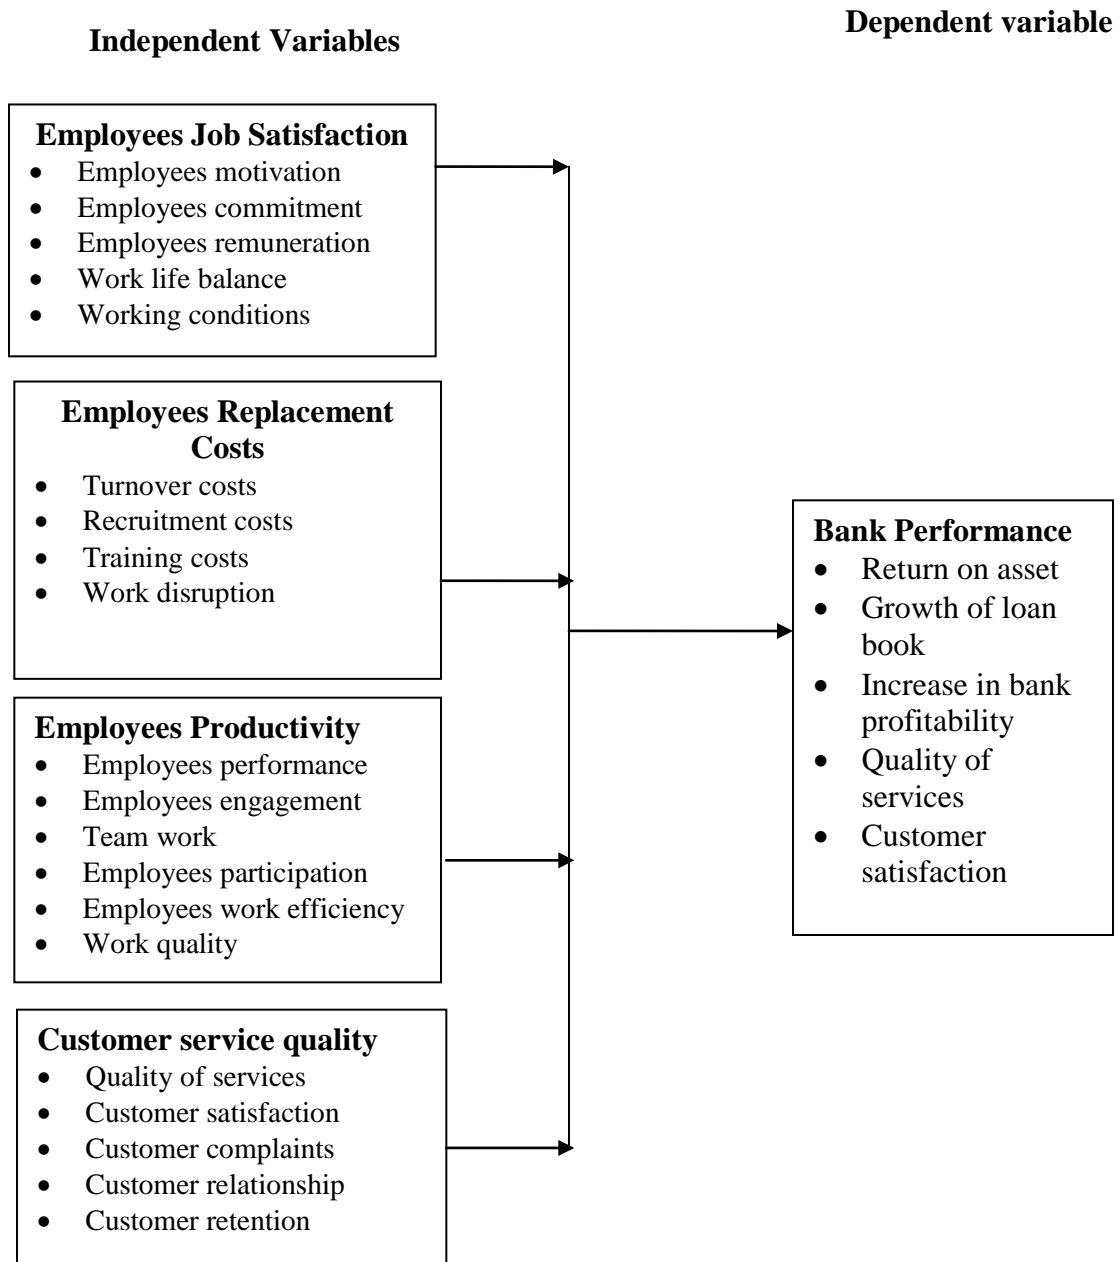 Independent Variables
Dependent variable
Employees Job Satisfaction
• Employees motivation
• Employees commitment
• Employees remuneration
• Work life balance
• Working conditions
Employees Replacement
Costs
• Turnover costs
• Recruitment costs
• Training costs
• Work disruption
Employees Productivity
• Employees performance
• Employees engagement
• Team work
• Employees participation
• Employees work efficiency
• Work quality
Customer service quality
• Quality of services
• Customer satisfaction
• Customer complaints
• Customer relationship
• Customer retention
Bank Performance
• Return on asset
• Growth of loan
book
• Increase in bank
profitability
• Quality of
services
• Customer
satisfaction